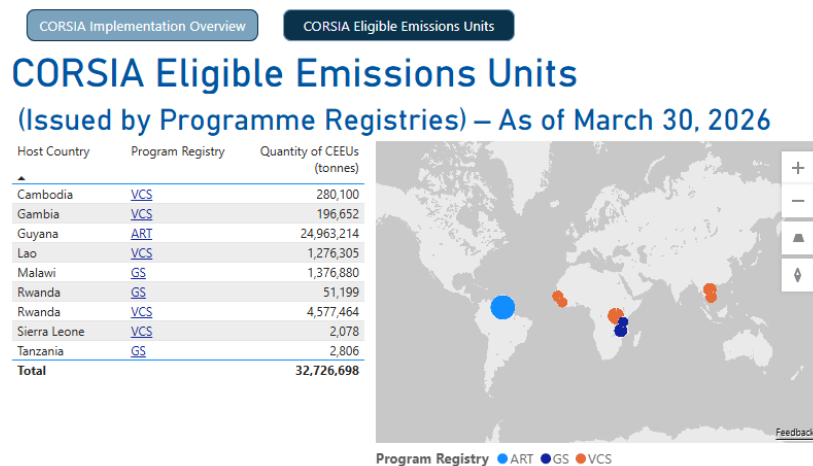 CORSIA Implementation Overview
CORSIA Eligible Emissions Units
CORSIA Eligible Emissions Units
(Issued by Programme Registries) – As of March 30, 2026
Host Country Program Registry Quantity of CEEUs
(tonnes)
Cambodia VCS 280,100
Gambia VCS 196,652
Guyana ART 24,963,214
Lao VCS 1,276,305
Malawi GS 1,376,880
Rwanda GS 51,199
Rwanda VCS 4,577,464
Sierra Leone VCS 2,078
Tanzania GS 2,806
Total 32,726,698
Feedback
Program Registry ART GS VCS